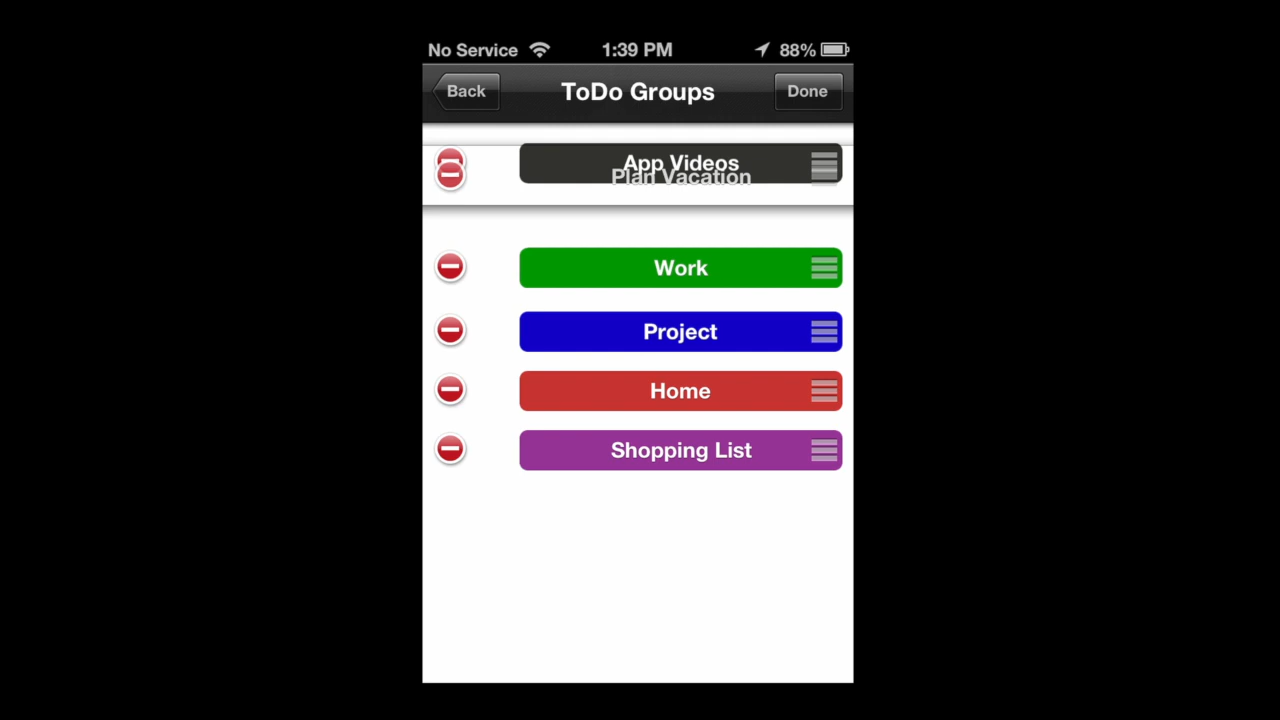 No Service 1:39 PM 88%
Back ToDo Groups Done
App Videos
Plan Vacation
Work
Project
Home
Shopping List